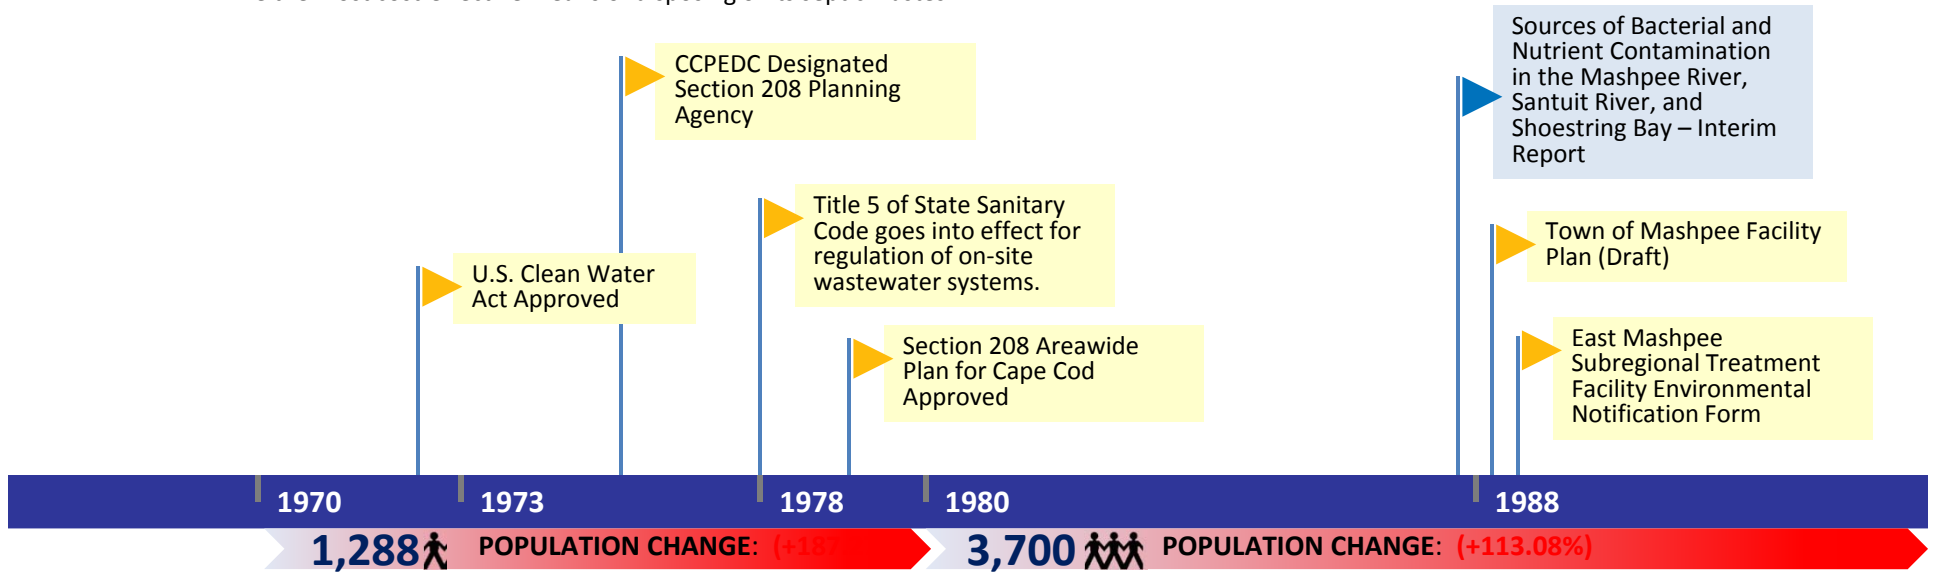 CCPEDC Designated
Section 208 Planning
Agency
Sources of Bacterial and
Nutrient Contamination
in the Mashpee River,
Santuit River, and
Shoestring Bay – Interim
Report
Title 5 of State Sanitary
Code goes into effect for
regulation of on-site
wastewater systems.
Town of Mashpee Facility
Plan (Draft)
U.S. Clean Water
Act Approved
Section 208 Areawide
Plan for Cape Cod
Approved
East Mashpee
Subregional Treatment
Facility Environmental
Notification Form
1970 1973 1978 1980 1988
1,288 POPULATION CHANGE: (+187 3,700 POPULATION CHANGE: (+113.08%)